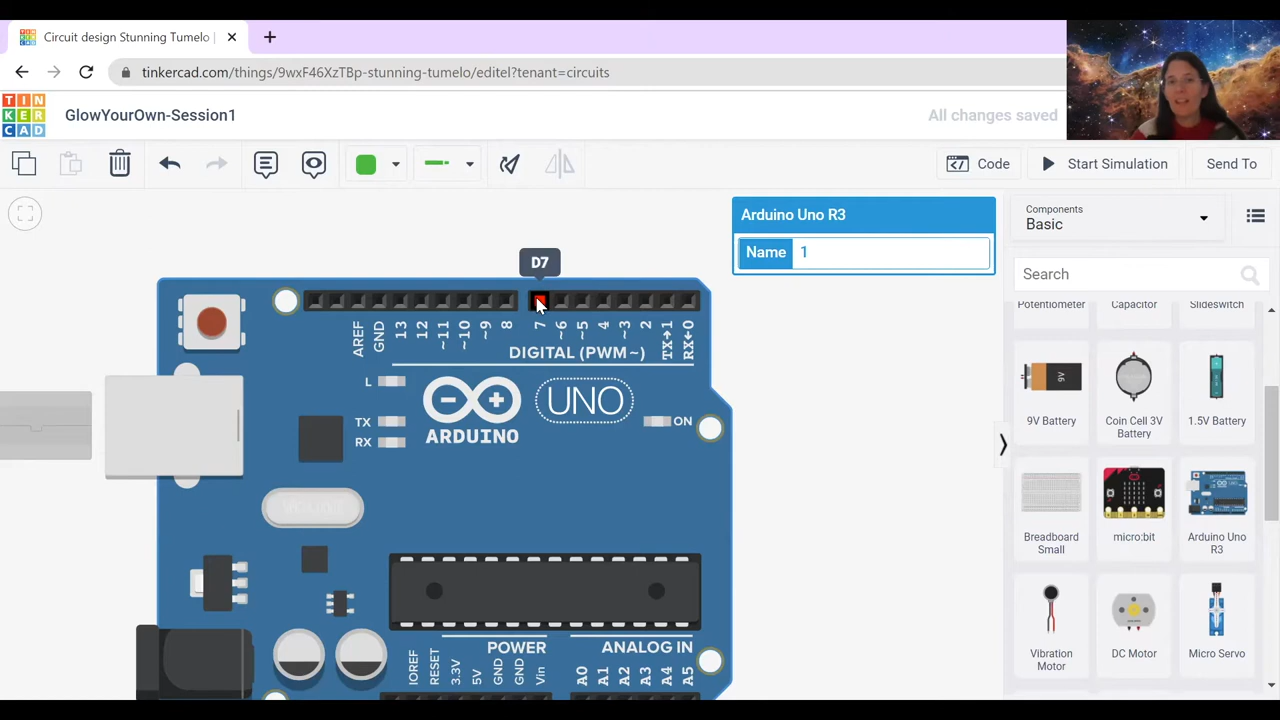 Circuit design Stunning Tumelo |
tinkercad.com/things/9wxF46XzTBp-stunning-tumelo/editel?tenant=circuits
TIN
KER
CAD
GlowYourOwn-Session1
All changes saved
Code
Start Simulation
Send To
Arduino Uno R3
Name 1
Components
Basic
Search
D7
AREF
GND
13
12
~11
~10
~9
8
7
~6
~5
4
~3
2
TX→1
RX←0
DIGITAL (PWM ~)
L
TX
RX
UNO
ARDUINO
ON
POWER
ANALOG IN
IOREF
RESET
3.3V
5V
GND
GND
Vin
A0
A1
A2
A3
A4
A5
Potentiometer
Capacitor
Slideswitch
9V
9V Battery
Coin Cell 3V
Battery
1.5V Battery
Breadboard
Small
micro:bit
Arduino Uno
R3
Vibration
Motor
DC Motor
Micro Servo